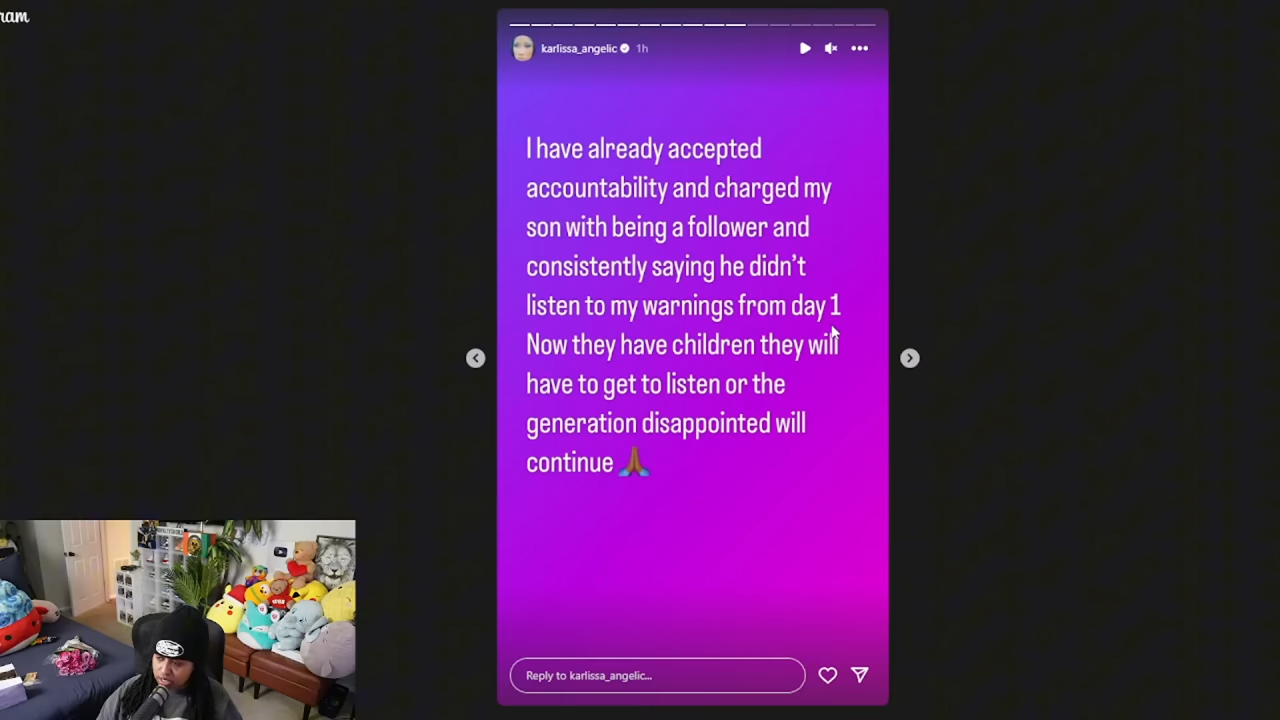 ram
karlissa_angelic
1h
I have already accepted
accountability and charged my
son with being a follower and
consistently saying he didn't
listen to my warnings from day 1
Now they have children they will
have to get to listen or the
generation disappointed will
continue 🙏🏾
Reply to karlissa_angelic...